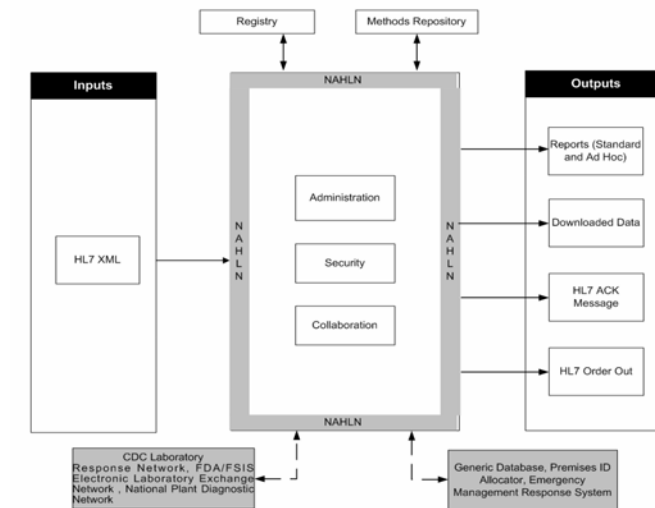 Registry
Methods Repository
Inputs
HL7 XML
NAHLN
NAHLN
NAHLN
NAHLN
Administration
Security
Collaboration
Outputs
Reports (Standard
and Ad Hoc)
Downloaded Data
HL7 ACK
Message
HL7 Order Out
CDC Laboratory
Response Network, FDA/FSIS
Electronic Laboratory Exchange
Network , National Plant Diagnostic
Network
Generic Database, Premises ID
Allocator, Emergency
Management Response System